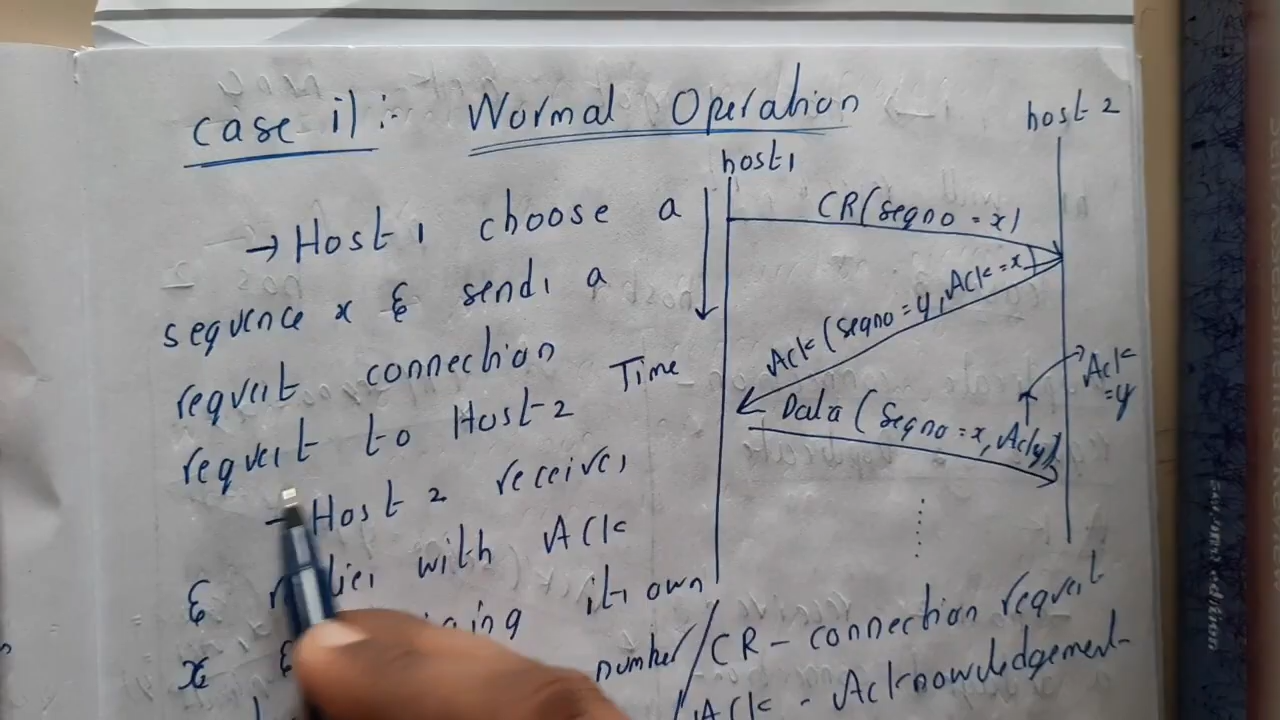 case i) :- Normal Operation
→ Host 1 choose a
sequence x & sends a
request connection
request to Host-2
→ Host 2 receives
& with Ack
x & its own
number
Time
host 1
host 2
CR(seqno = x)
Ack (seqno = y, Ack = x)
Data (seqno = x, Ack y)
Ack
= y
CR - connection request
Ack - Acknowledgement